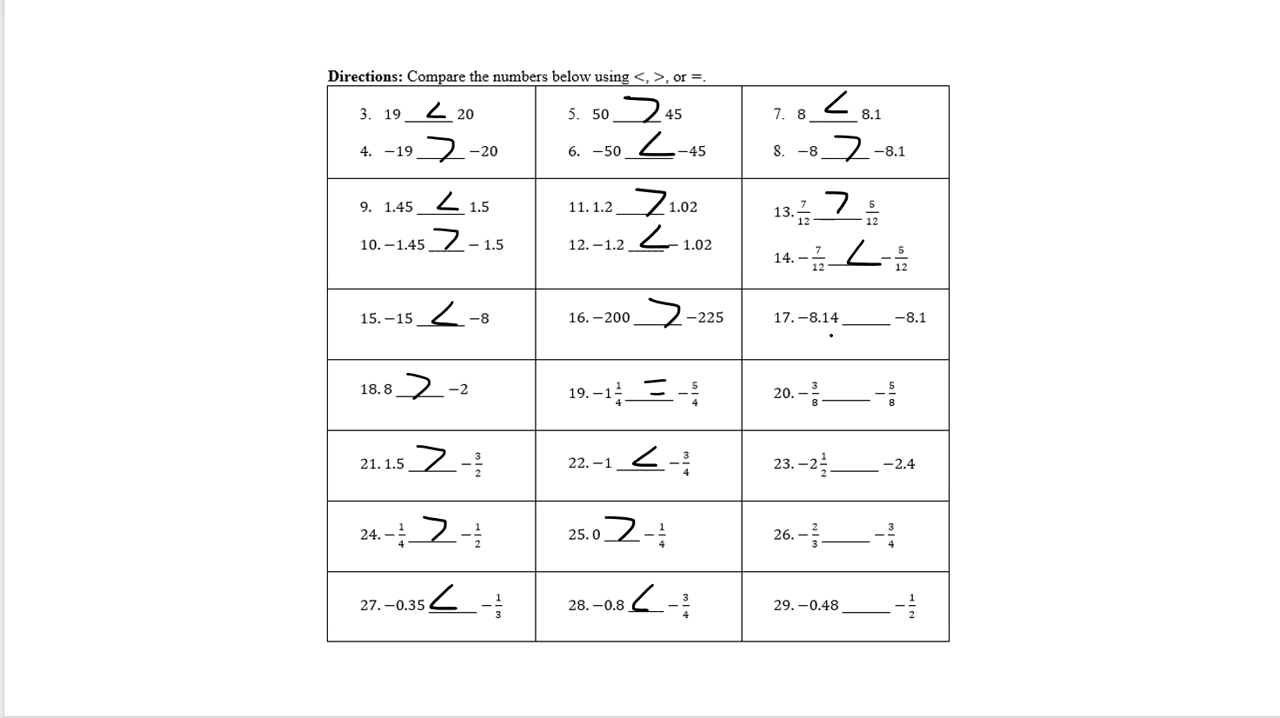 Directions: Compare the numbers below using <, >, or =.
3. 19 < 20
4. −19 > −20
5. 50 > 45
6. −50 < −45
7. 8 < 8.1
8. −8 > −8.1
9. 1.45 < 1.5
10. −1.45 > − 1.5
11. 1.2 > 1.02
12. −1.2 < − 1.02
13. 7/12 > 5/12
14. − 7/12 < − 5/12
15. −15 < −8
16. −200 > −225
17. −8.14 _____ −8.1
18. 8 > −2
19. −1 1/4 = − 5/4
20. − 3/8 _____ − 5/8
21. 1.5 > − 3/2
22. −1 < − 3/4
23. −2 1/2 _____ −2.4
24. − 1/4 > − 1/2
25. 0 > − 1/4
26. − 2/3 _____ − 3/4
27. −0.35 < − 1/3
28. −0.8 < − 3/4
29. −0.48 _____ − 1/2